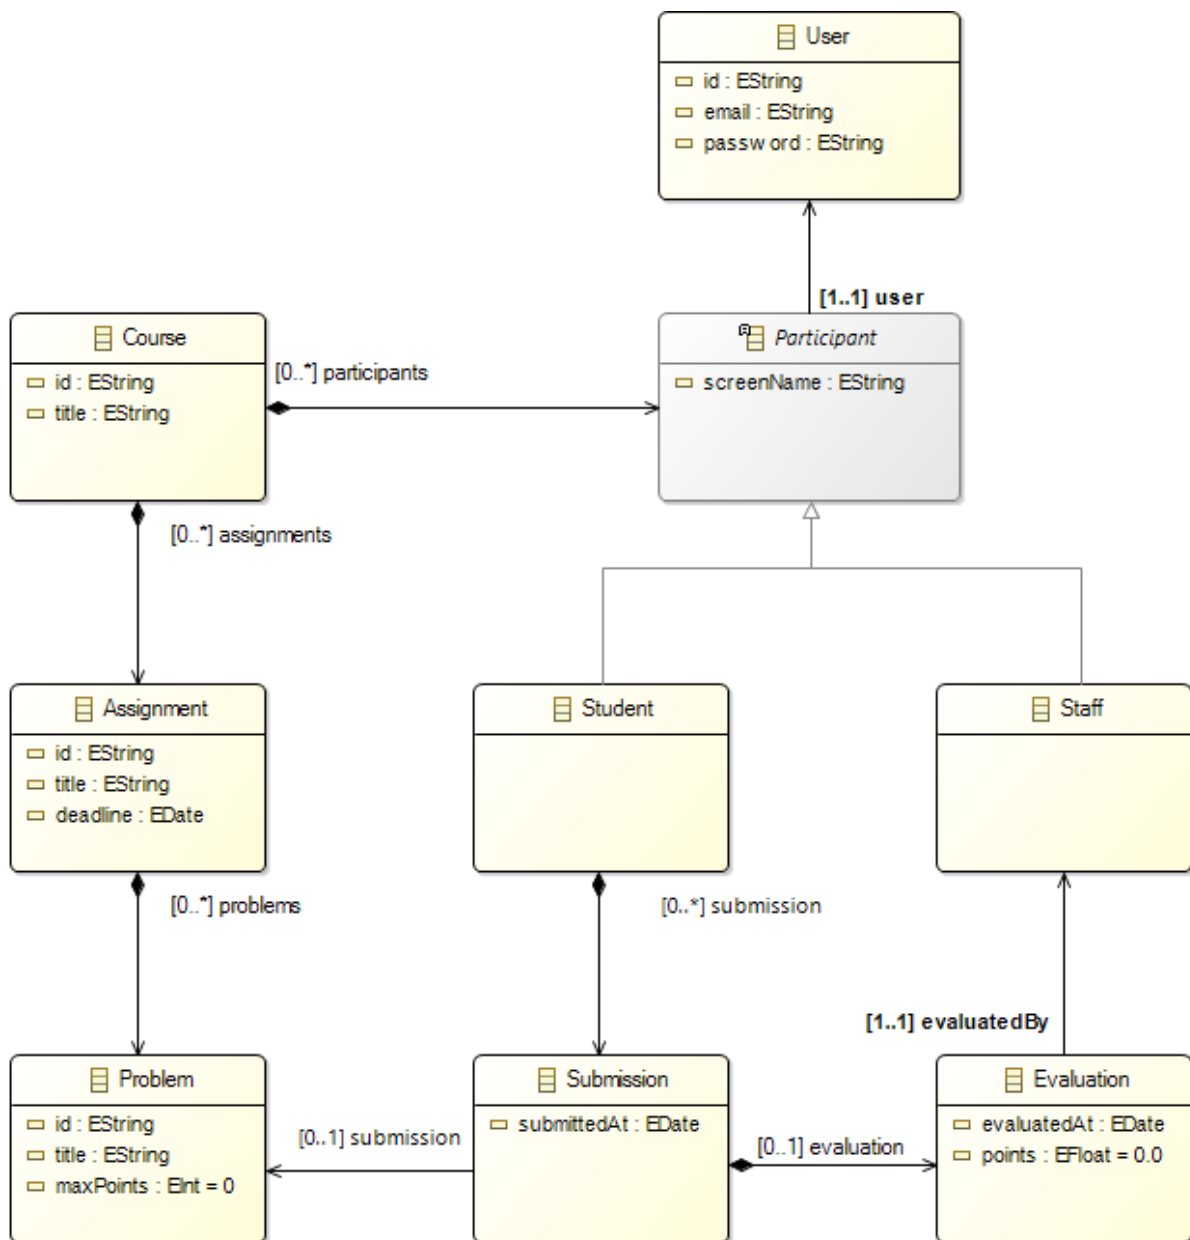 User
id : EString
email : EString
password : EString
[1..1] user
Course
id : EString
title : EString
[0..*] participants
Participant
screenName : EString
[0..*] assignments
Assignment
id : EString
title : EString
deadline : EDate
Student
Staff
[0..*] problems
[0..*] submission
[1..1] evaluatedBy
Problem
id : EString
title : EString
maxPoints : EInt = 0
[0..1] submission
Submission
submittedAt : EDate
[0..1] evaluation
Evaluation
evaluatedAt : EDate
points : EFloat = 0.0